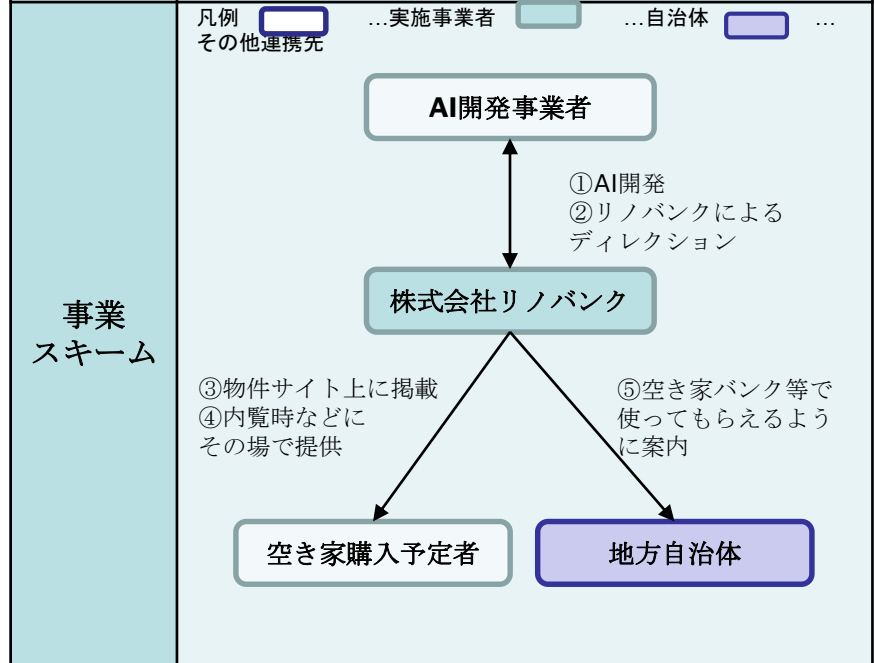 凡例 …実施事業者 …自治体 …
その他連携先
AI開発事業者
①AI開発
②リノバンクによる
ディレクション
株式会社リノバンク
事業
スキーム
③物件サイト上に掲載
④内覧時などに
その場で提供
⑤空き家バンク等で
使ってもらえるよう
に案内
空き家購入予定者
地方自治体